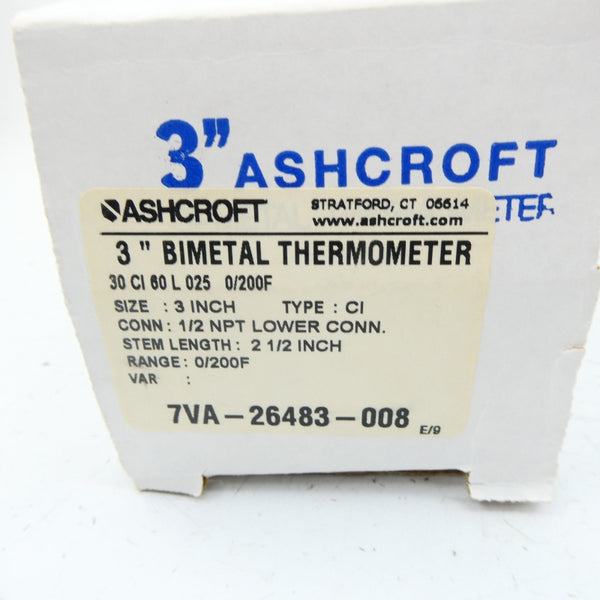 3" ASHCROFT
ETER
ASHCROFT
STRATFORD, CT 06614
www.ashcroft.com
3 " BIMETAL THERMOMETER
30 CI 60 L 025 0/200F
SIZE : 3 INCH TYPE : CI
CONN : 1/2 NPT LOWER CONN.
STEM LENGTH : 2 1/2 INCH
RANGE : 0/200F
VAR :
7VA-26483-008
E/9